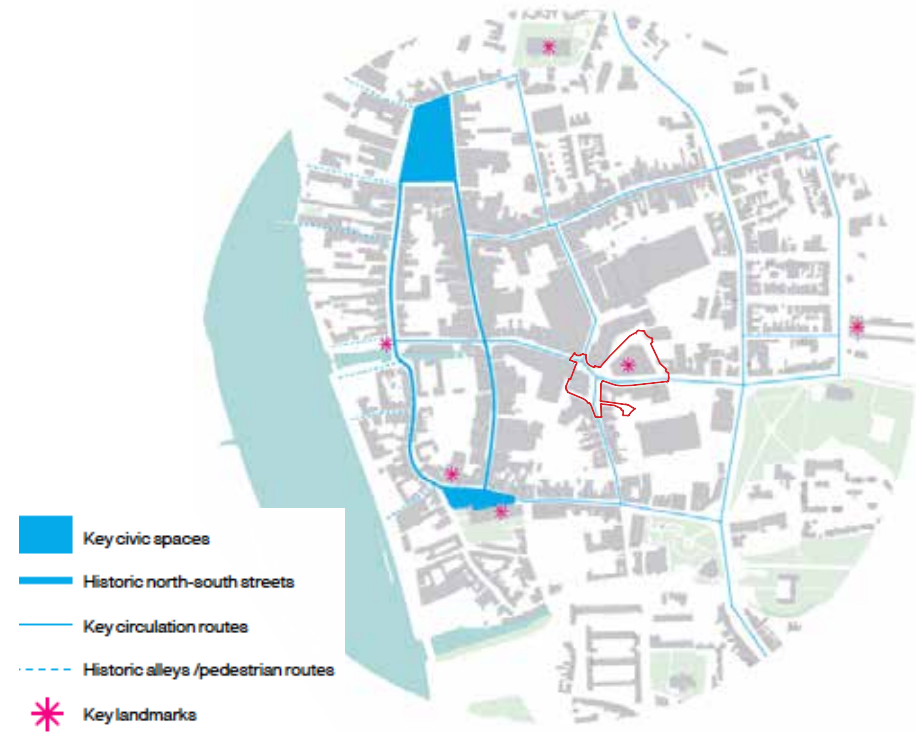 Key civic spaces
Historic north-south streets
Key circulation routes
Historic alleys /pedestrian routes
Key landmarks